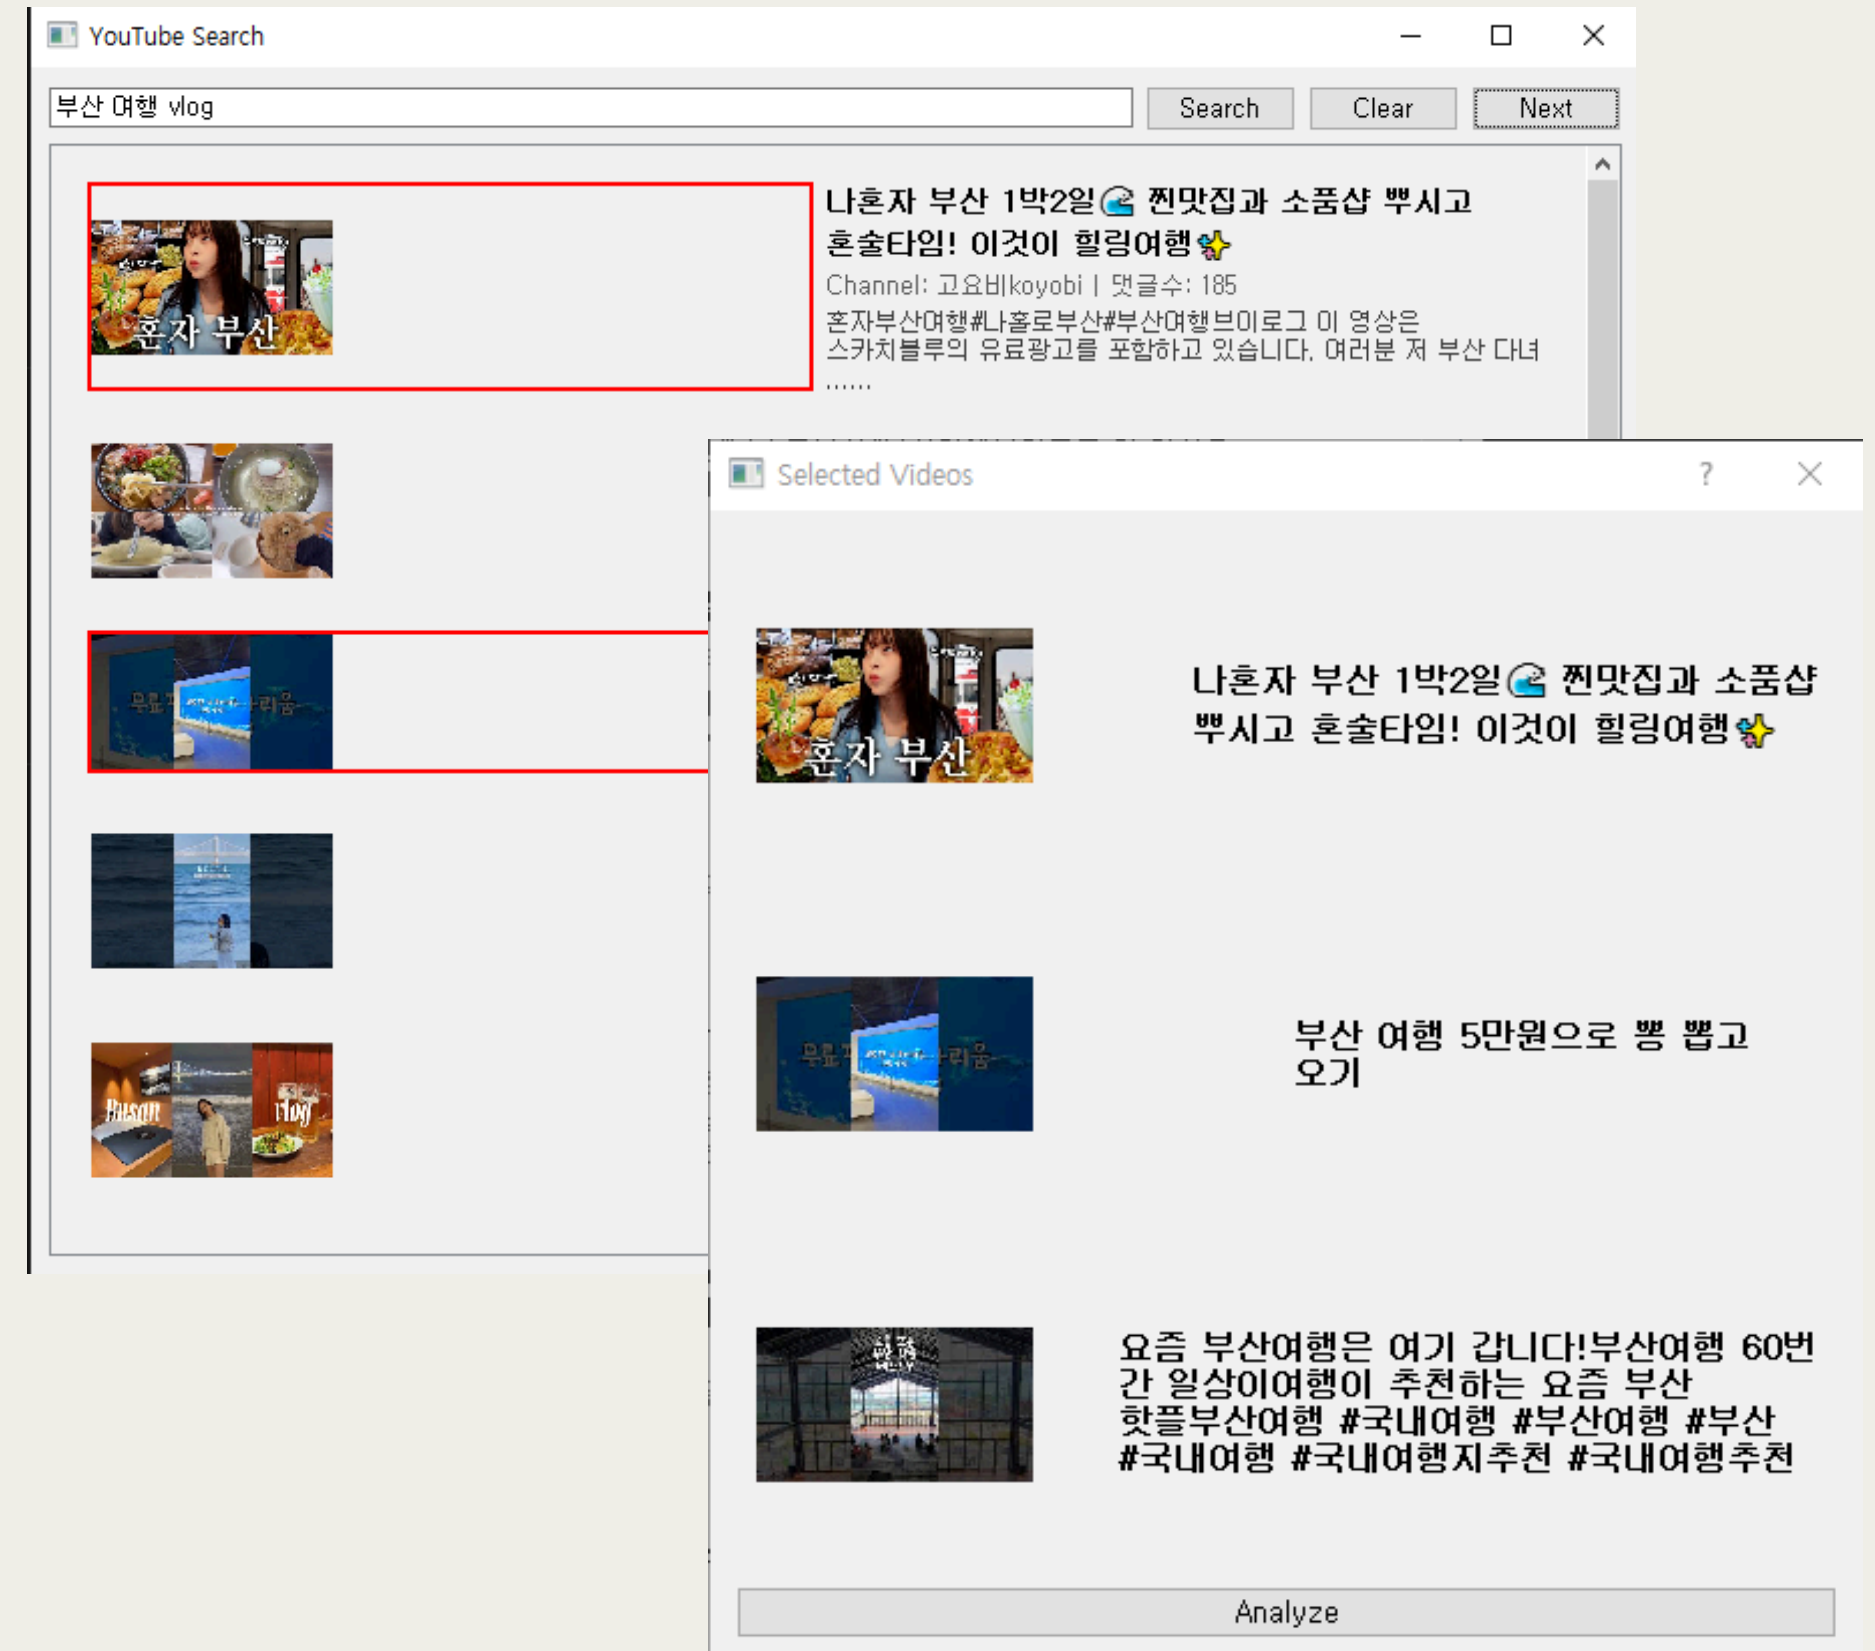 YouTube Search
부산 여행 vlog
Search
Clear
Next
나혼자 부산 1박2일🌊 찐맛집과 소품샵 뿌시고
혼술타임! 이것이 힐링여행✨
Channel: 고요비koyobi | 댓글수: 185
혼자부산여행#나홀로부산#부산여행브이로그 이 영상은
스카치블루의 유료광고를 포함하고 있습니다. 여러분 저 부산 다녀
......
혼자 부산
Busan
vlog
Selected Videos
혼자 부산
나혼자 부산 1박2일🌊 찐맛집과 소품샵
뿌시고 혼술타임! 이것이 힐링여행✨
부산 여행 5만원으로 뽕 뽑고
오기
요즘 부산여행은 여기 갑니다!부산여행 60번
간 일상이여행이 추천하는 요즘 부산
핫플부산여행 #국내여행 #부산여행 #부산
#국내여행 #국내여행지추천 #국내여행추천
Analyze